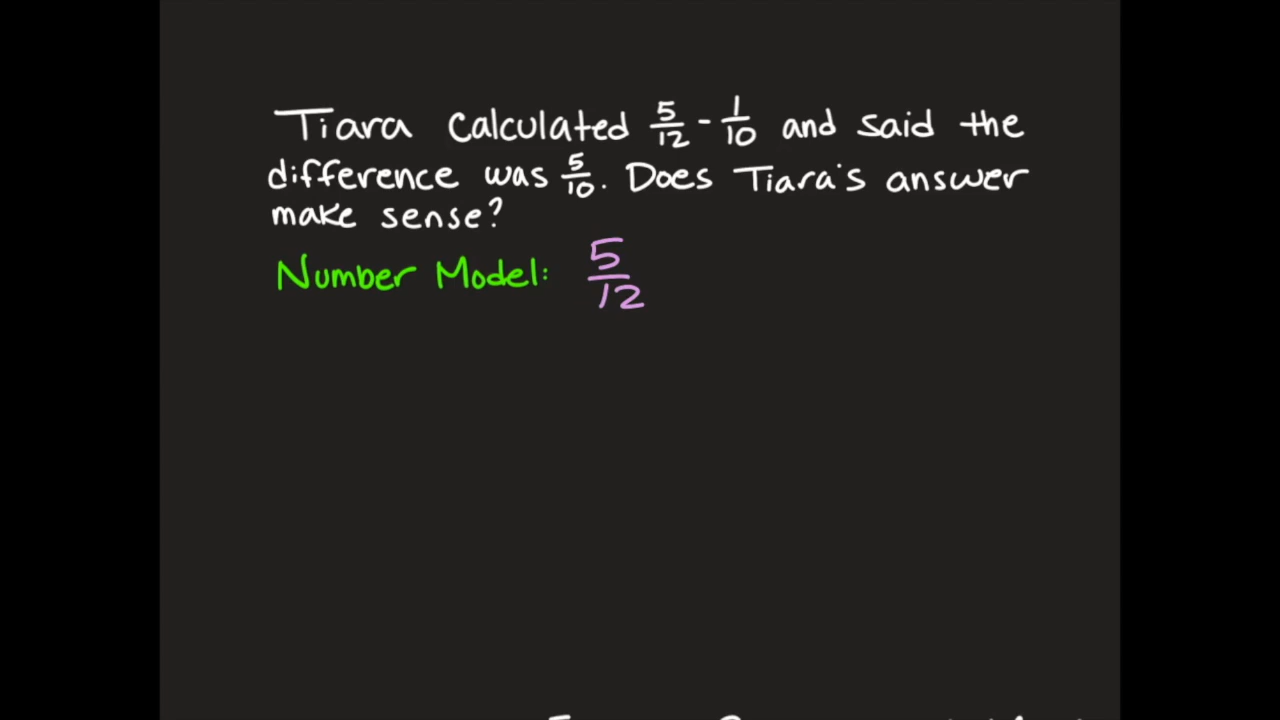 Tiara calculated 5/12 - 1/10 and said the
difference was 5/10. Does Tiara's answer
make sense?
Number Model: 5/12